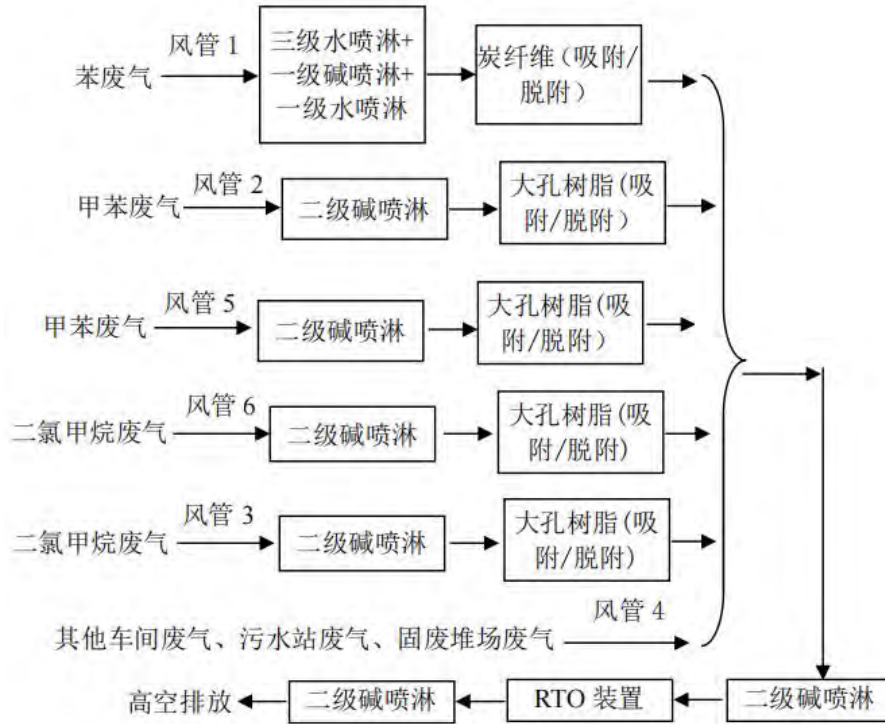 苯废气
风管 1
三级水喷淋+
一级碱喷淋+
一级水喷淋
炭纤维（吸附/
脱附）
甲苯废气
风管 2
二级碱喷淋
大孔树脂(吸
附/脱附）
甲苯废气
风管 5
二级碱喷淋
大孔树脂(吸
附/脱附）
二氯甲烷废气
风管 6
二级碱喷淋
大孔树脂(吸
附/脱附)
二氯甲烷废气
风管 3
二级碱喷淋
大孔树脂(吸
附/脱附)
其他车间废气、污水站废气、固废堆场废气
风管 4
高空排放
二级碱喷淋
RTO 装置
二级碱喷淋